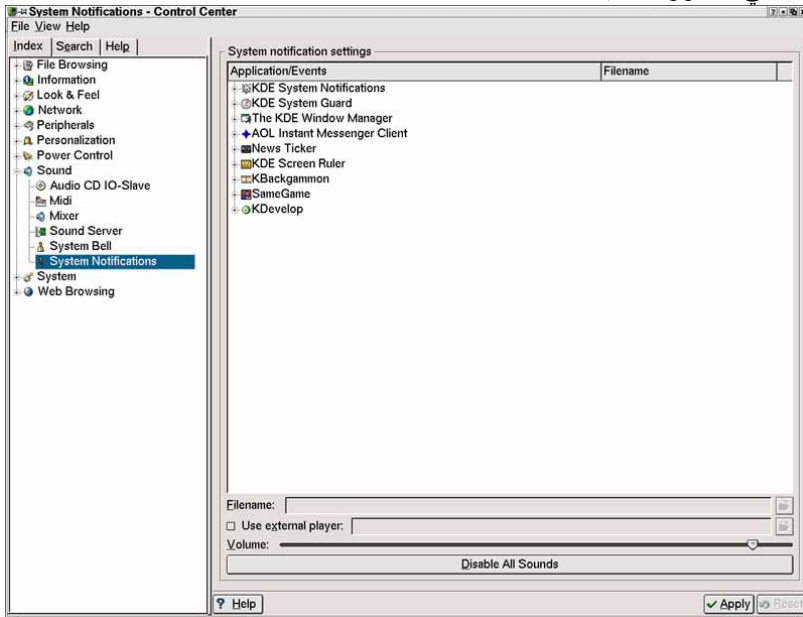 System Notifications - Control Center
File View Help
Index Search Help
File Browsing
Information
Look & Feel
Network
Peripherals
Personalization
Power Control
Sound
Audio CD IO-Slave
Midi
Mixer
Sound Server
System Bell
System Notifications
System
Web Browsing
System notification settings
Application/Events Filename
KDE System Notifications
KDE System Guard
The KDE Window Manager
AOL Instant Messenger Client
News Ticker
KDE Screen Ruler
KBackgammon
SameGame
KDevelop
Filename:
Use external player:
Volume:
Disable All Sounds
? Help
Apply Reset